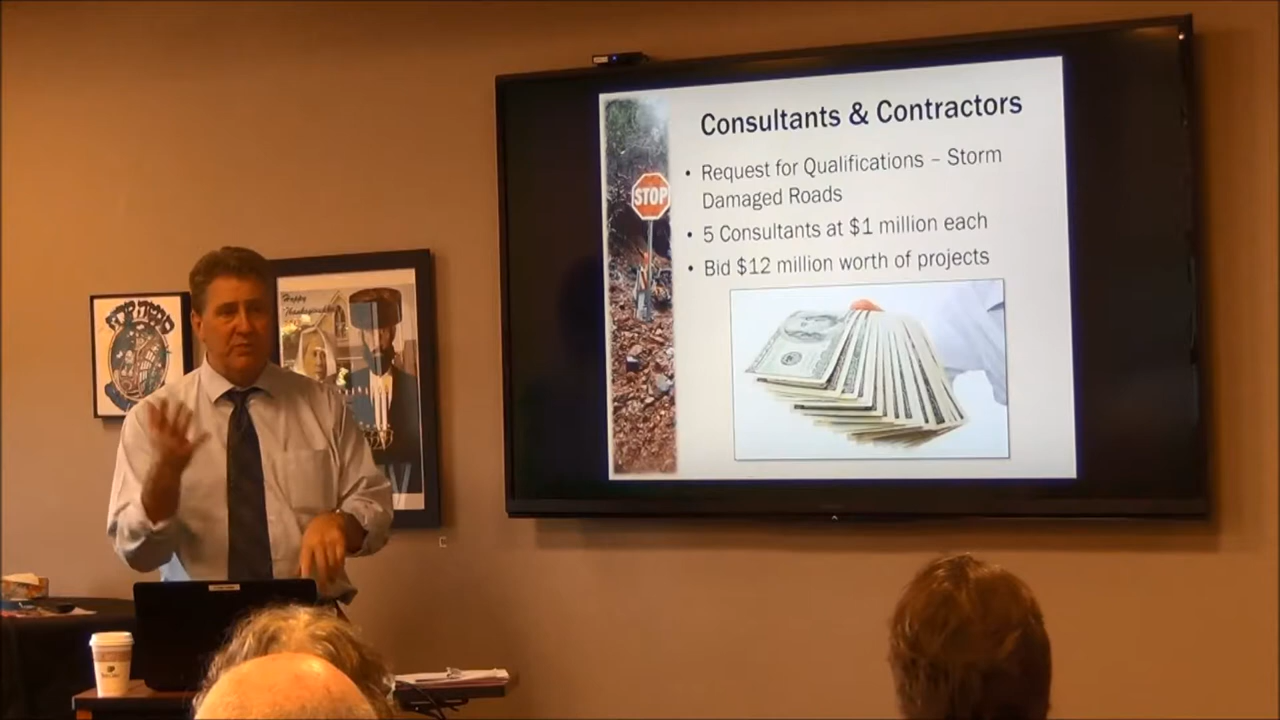 Consultants & Contractors
• Request for Qualifications – Storm
Damaged Roads
• 5 Consultants at $1 million each
• Bid $12 million worth of projects
STOP
Happy